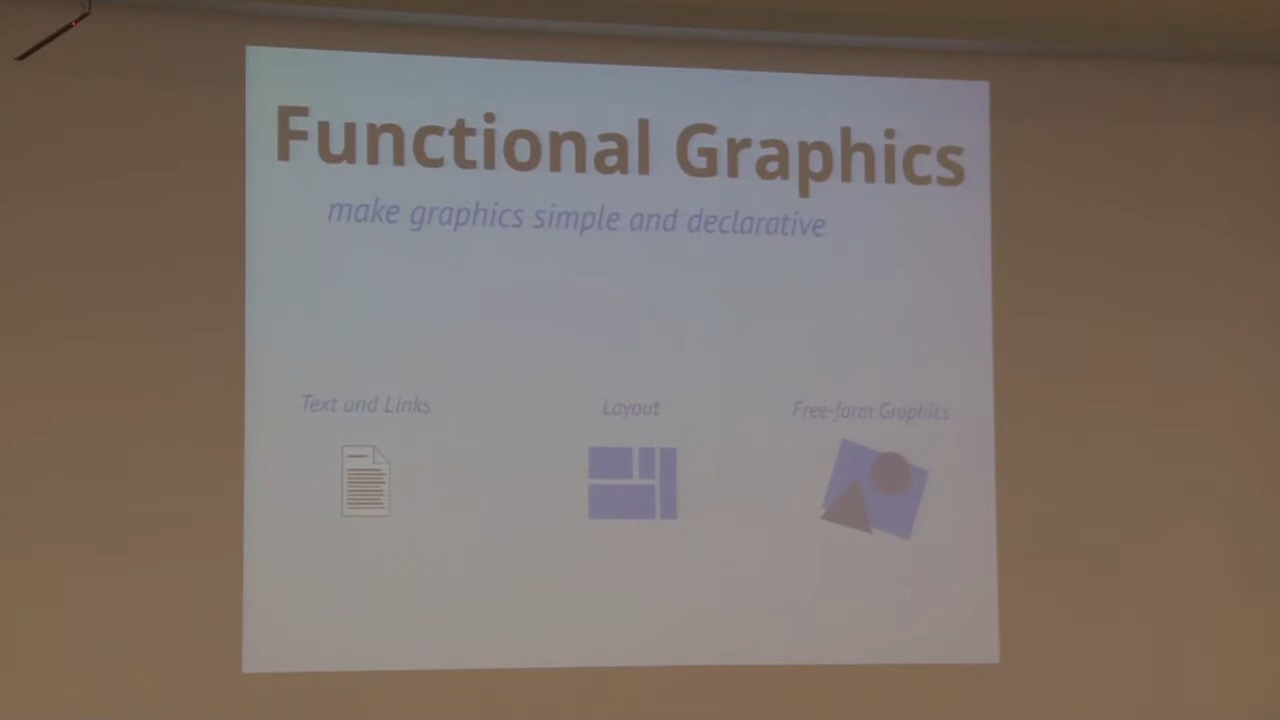 Functional Graphics
make graphics simple and declarative
Text and Links
Layout
Free-form Graphics